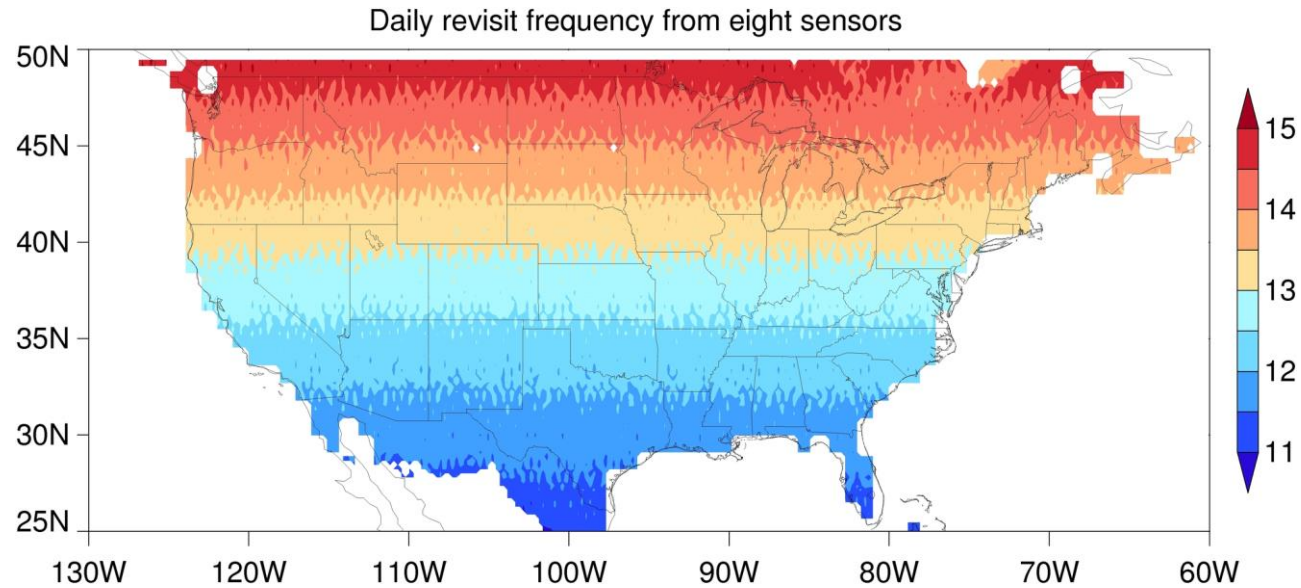 Daily revisit frequency from eight sensors
50N
45N
40N
35N
30N
25N
130W 120W 110W 100W 90W 80W 70W 60W
15
14
13
12
11